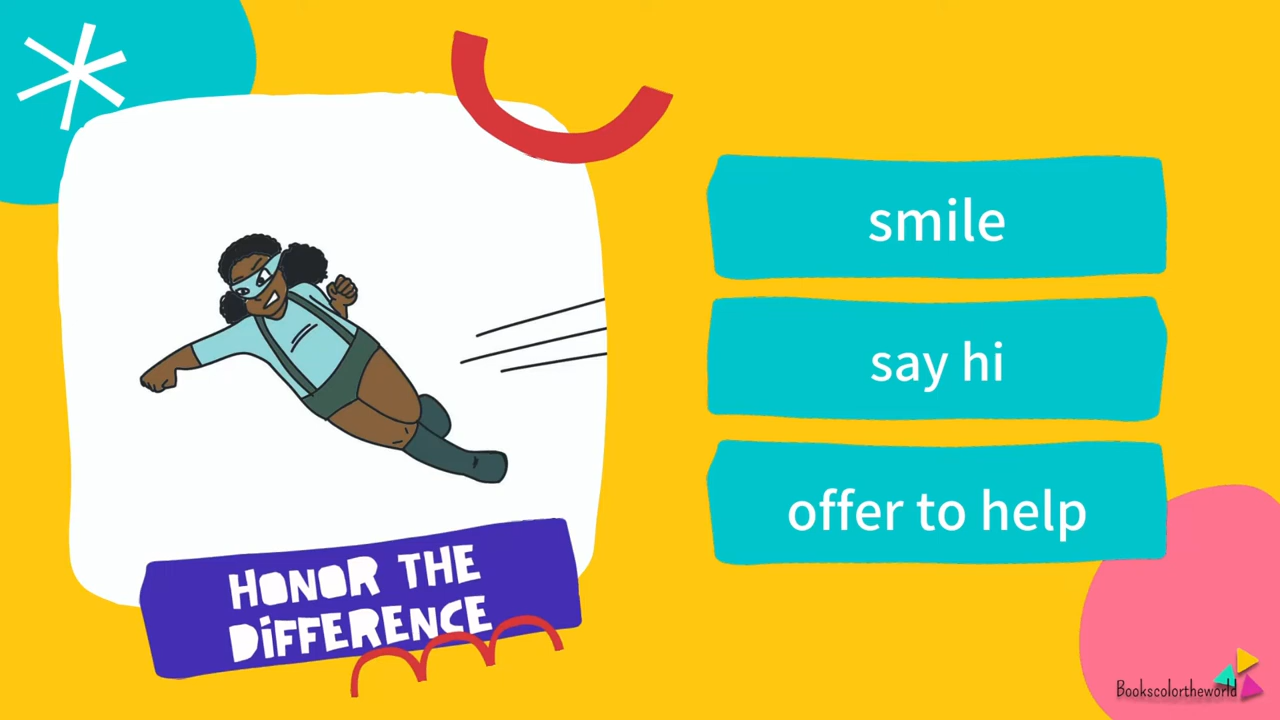 smile
say hi
offer to help
HONOR THE
DiFFERENCE
Bookscolortheworld